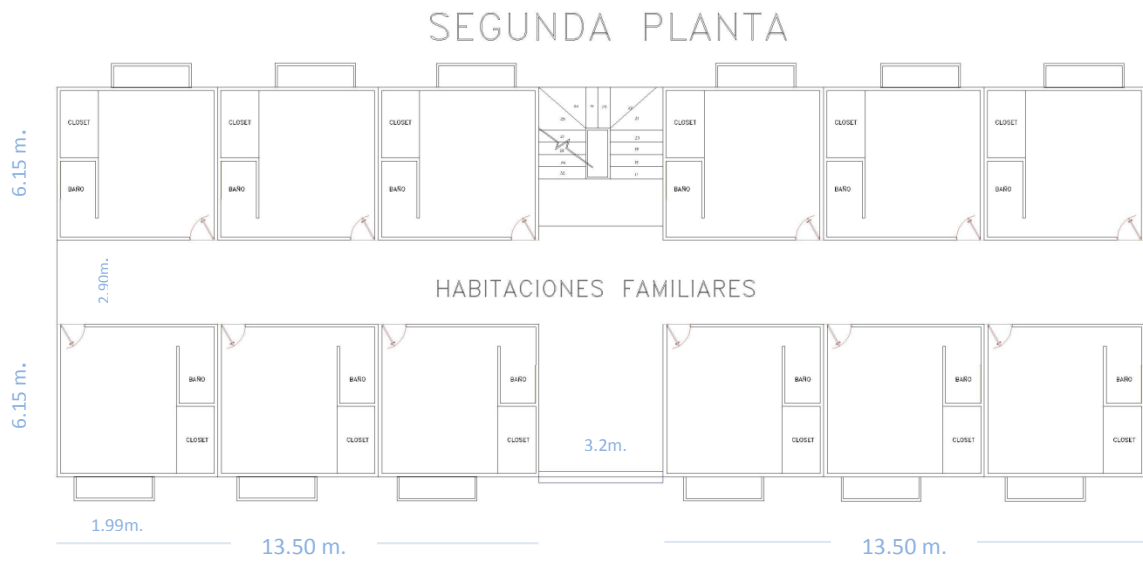 SEGUNDA PLANTA
6.15 m.
CLOSET
CLOSET
CLOSET
CLOSET
CLOSET
CLOSET
BAÑO
BAÑO
BAÑO
BAÑO
BAÑO
BAÑO
2.90m.
HABITACIONES FAMILIARES
6.15 m.
BAÑO
BAÑO
BAÑO
BAÑO
BAÑO
BAÑO
CLOSET
CLOSET
CLOSET
CLOSET
CLOSET
CLOSET
3.2m.
1.99m.
13.50 m.
13.50 m.